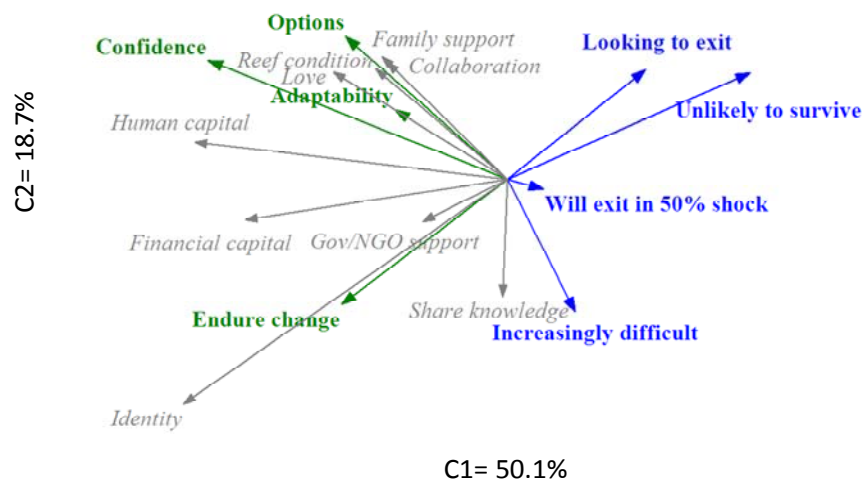 Options
Family support
Confidence
Looking to exit
Reef condition
Collaboration
Love
Adaptability
Unlikely to survive
Human capital
C2= 18.7%
Will exit in 50% shock
Financial capital
Gov/NGO support
Share knowledge
Endure change
Increasingly difficult
Identity
C1= 50.1%